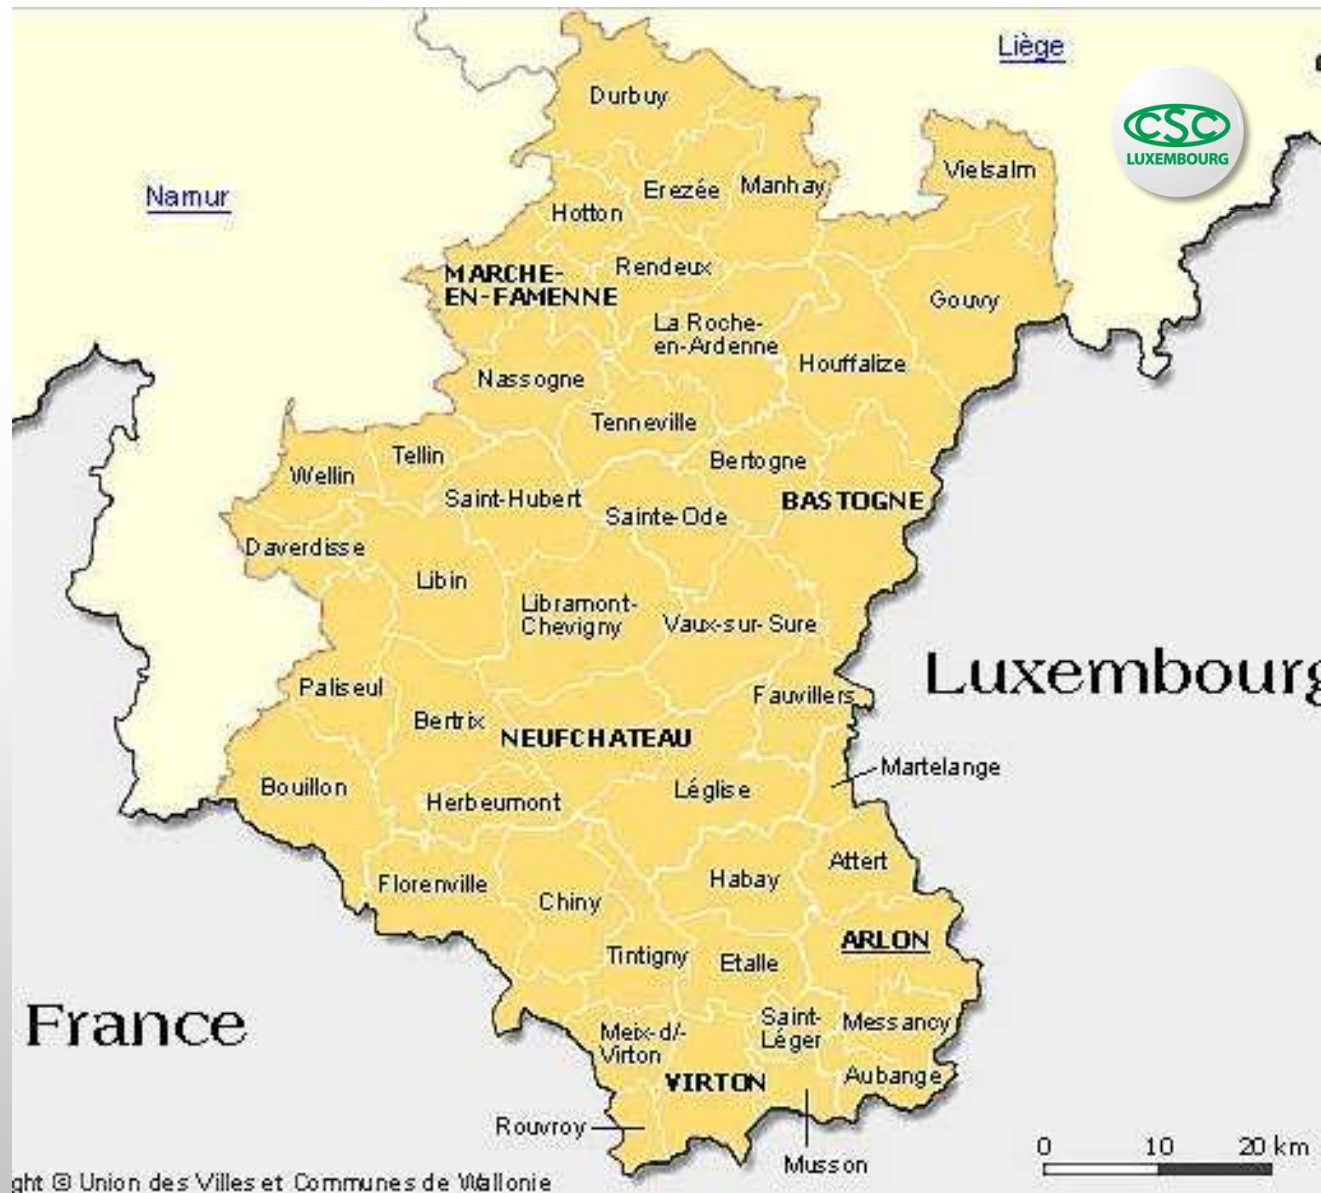 Liège
CSC
LUXEMBOURG
Durbuy
Vielsalm
Namur
Erezée
Manhay
Hotton
MARCHE-
EN-FAMENNE
Rendeux
Gouvy
La Roche-
en-Ardenne
Houffalize
Nassogne
Tenneville
Tellin
Wellin
Bertogne
Saint-Hubert
BASTOGNE
Sainte-Ode
Daverdisse
Libin
Libramont-
Chevigny
Vaux-sur-Sure
Luxembourg
Paliseul
Fauvillers
Bertrix
NEUFCHATEAU
Martelange
Bouillon
Léglise
Herbeumont
Attert
Florenville
Habay
Chiny
ARLON
Tintigny
Etalle
France
Saint-
Léger
Messancy
Meix-d/-
Virton
VIRTON
Aubange
Rouvroy
0 10 20 km
Musson
ght © Union des Villes et Communes de Wallonie